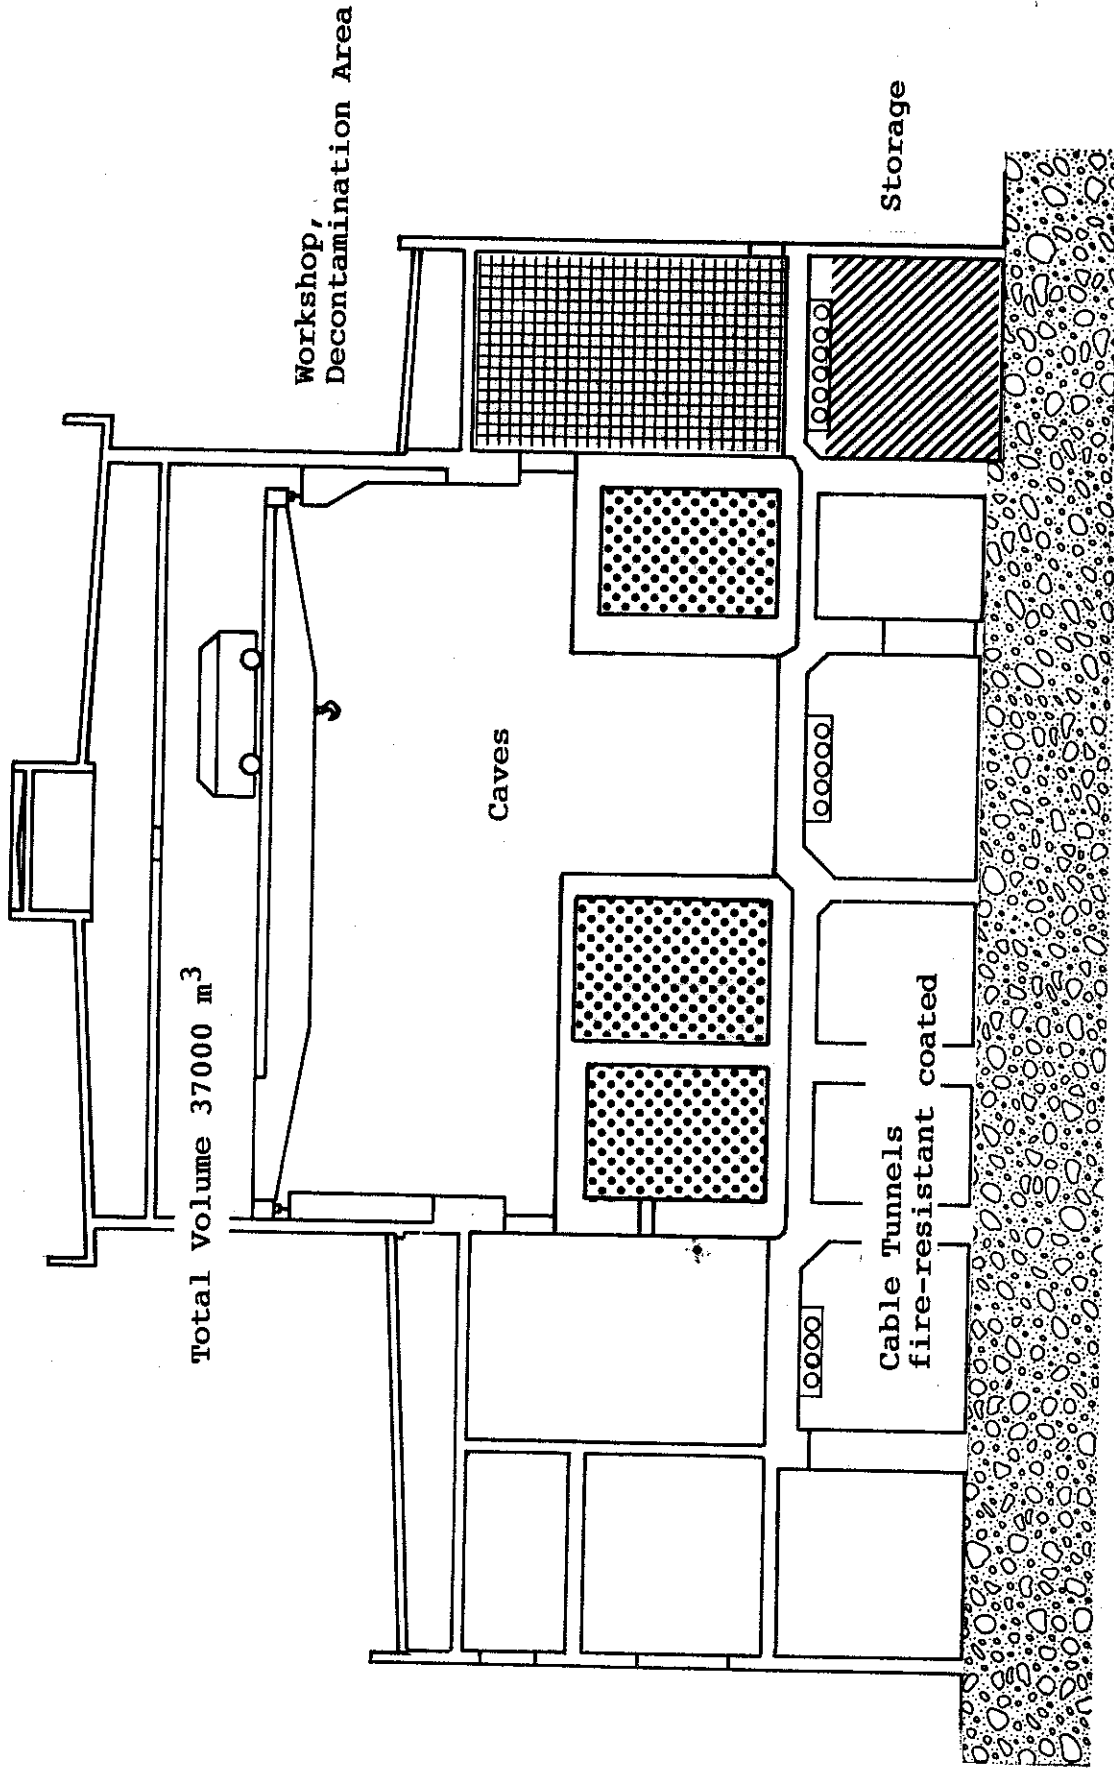 Total Volume 37000 m³
Workshop,
Decontamination Area
Caves
Cable Tunnels
fire-resistant coated
Storage